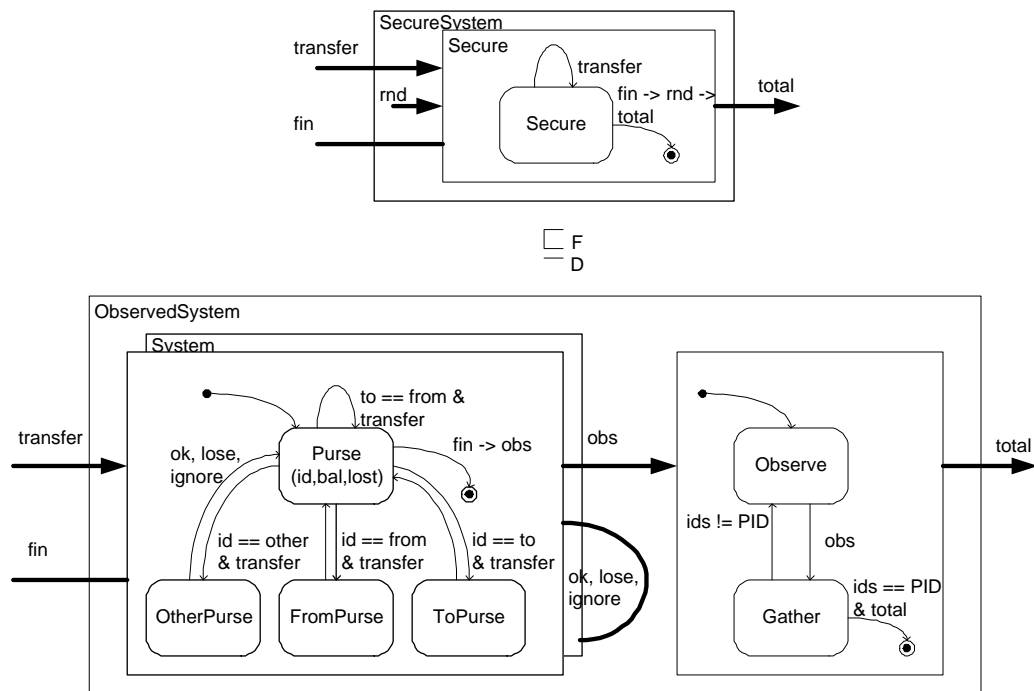 SecureSystem
Secure
transfer
transfer
rnd
fin -> rnd ->
total
total
fin
Secure
⊑ F
D
ObservedSystem
System
to == from &
transfer
transfer
obs
total
ok, lose,
ignore
Purse
(id,bal,lost)
fin -> obs
Observe
ids != PID
obs
id == other
& transfer
id == from
& transfer
id == to
& transfer
fin
ok, lose,
ignore
ids == PID
& total
OtherPurse
FromPurse
ToPurse
Gather